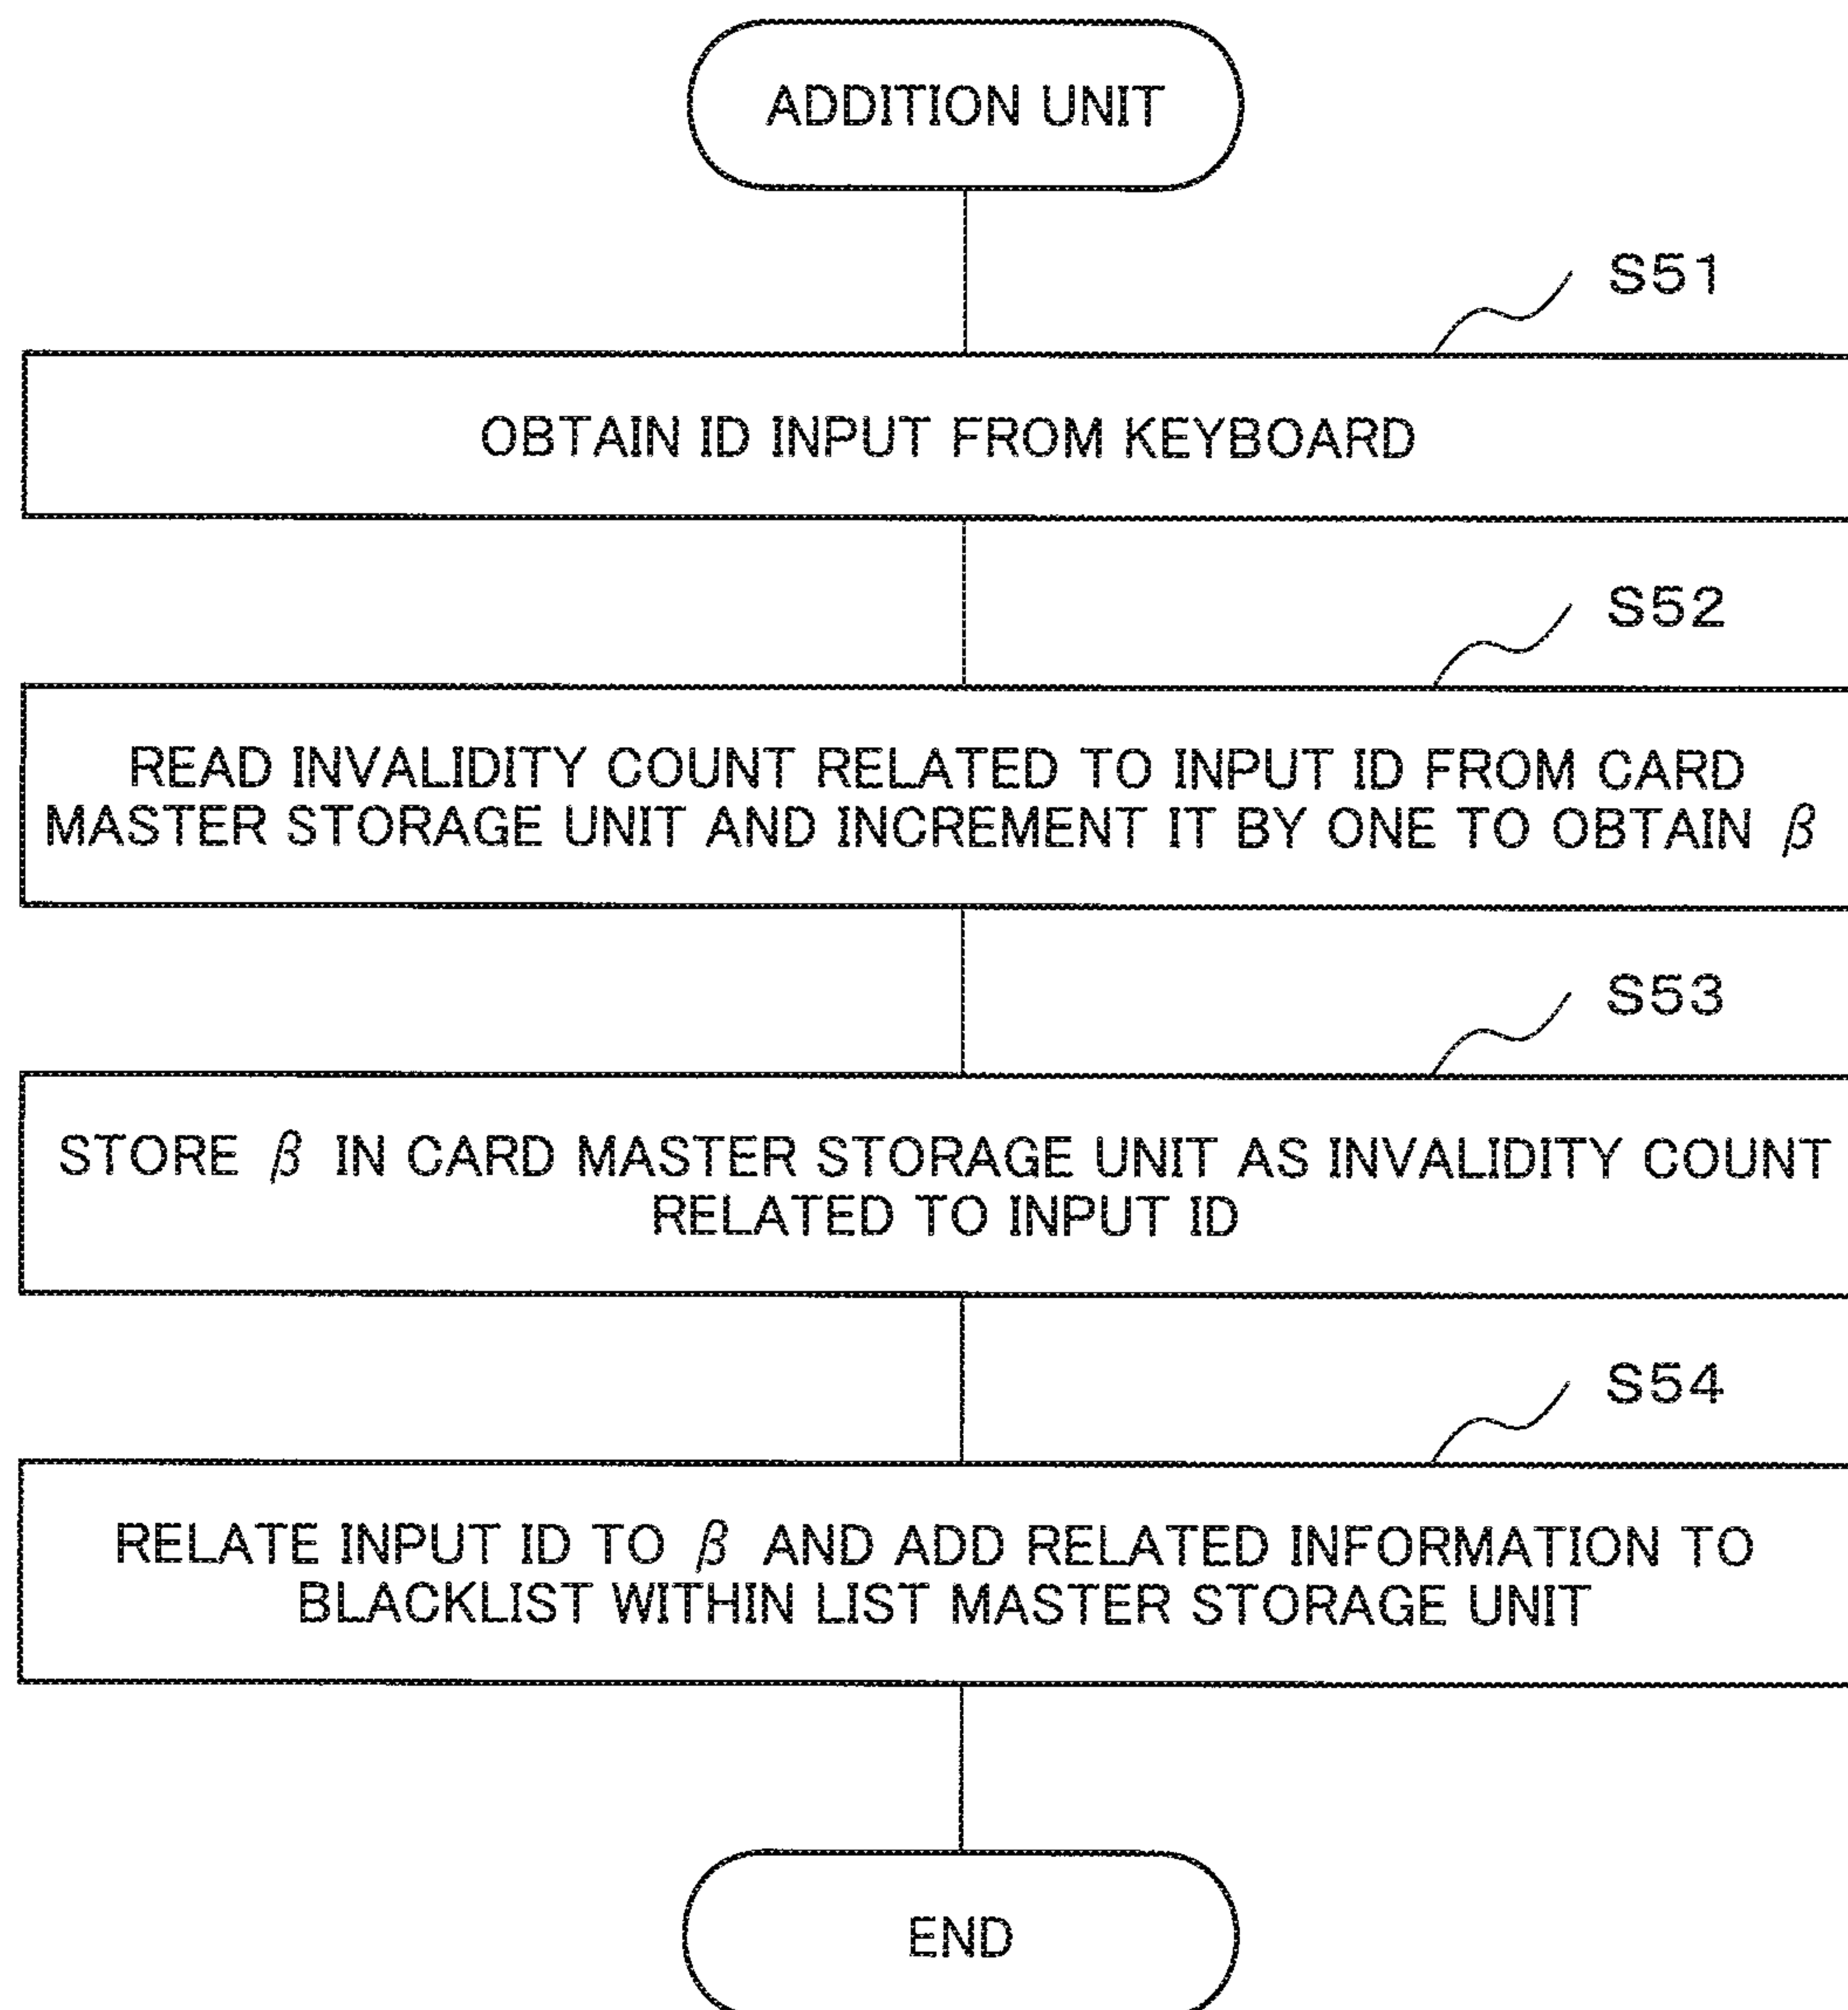 ADDITION UNIT
S51
OBTAIN ID INPUT FROM KEYBOARD
S52
READ INVALIDITY COUNT RELATED TO INPUT ID FROM CARD
MASTER STORAGE UNIT AND INCREMENT IT BY ONE TO OBTAIN β
S53
STORE β IN CARD MASTER STORAGE UNIT AS INVALIDITY COUNT
RELATED TO INPUT ID
S54
RELATE INPUT ID TO β AND ADD RELATED INFORMATION TO
BLACKLIST WITHIN LIST MASTER STORAGE UNIT
END